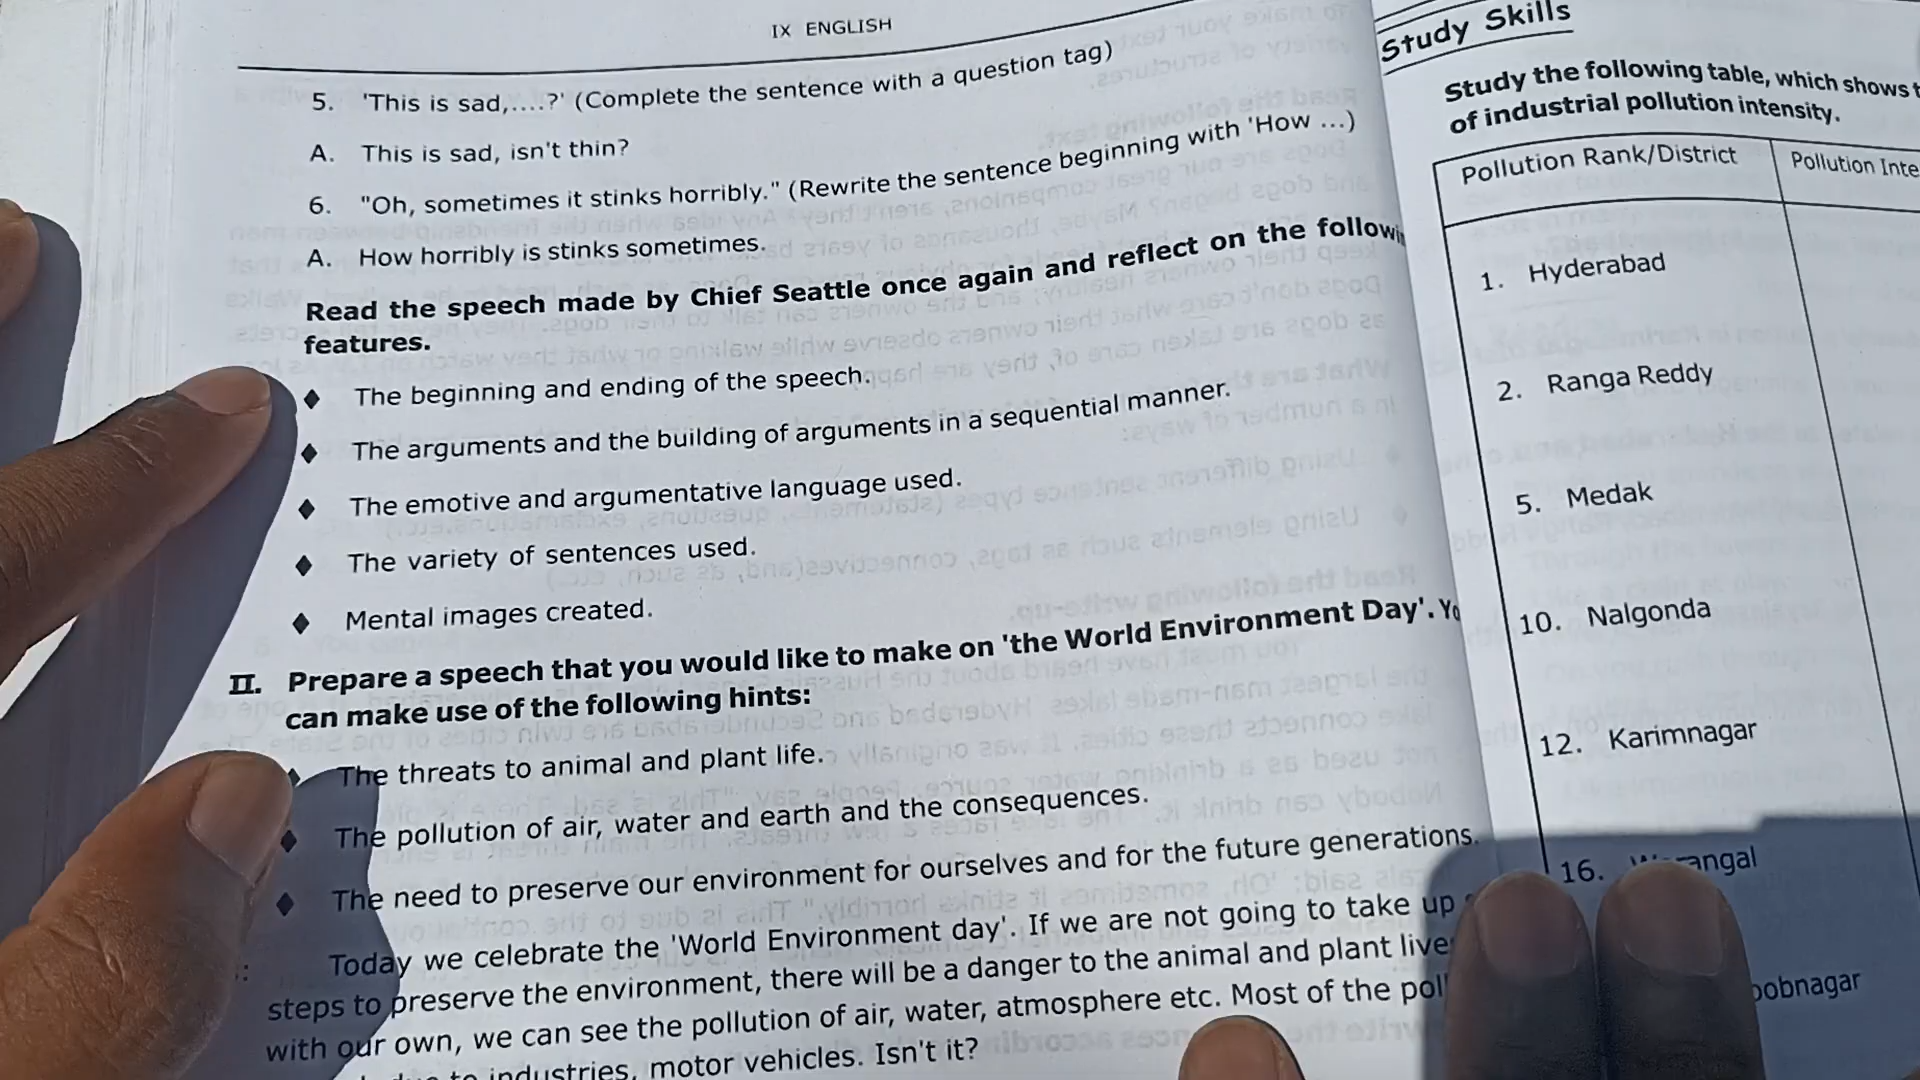 IX ENGLISH
5. 'This is sad,....?' (Complete the sentence with a question tag)
A. This is sad, isn't thin?
6. "Oh, sometimes it stinks horribly." (Rewrite the sentence beginning with 'How ...)
A. How horribly is stinks sometimes.
Read the speech made by Chief Seattle once again and reflect on the followin
features.
♦ The beginning and ending of the speech.
♦ The arguments and the building of arguments in a sequential manner.
♦ The emotive and argumentative language used.
♦ The variety of sentences used.
♦ Mental images created.
II. Prepare a speech that you would like to make on 'the World Environment Day'. Yo
can make use of the following hints:
♦ The threats to animal and plant life.
♦ The pollution of air, water and earth and the consequences.
♦ The need to preserve our environment for ourselves and for the future generations.
: Today we celebrate the 'World Environment day'. If we are not going to take up
steps to preserve the environment, there will be a danger to the animal and plant live
with our own, we can see the pollution of air, water, atmosphere etc. Most of the pol
to industries, motor vehicles. Isn't it?
Study Skills
Study the following table, which shows t
of industrial pollution intensity.
Pollution Rank/District
Pollution Inte
1. Hyderabad
2. Ranga Reddy
5. Medak
10. Nalgonda
12. Karimnagar
16. angal
oobnagar